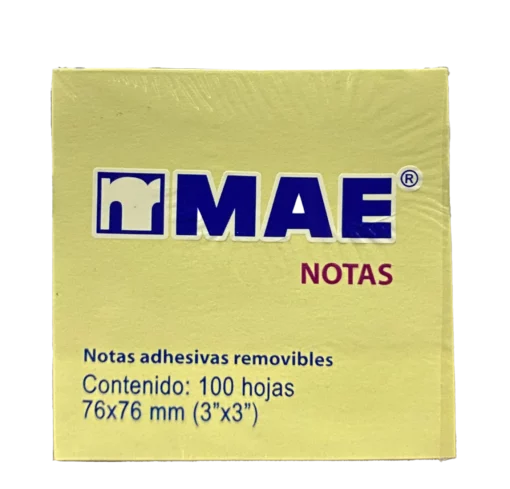 MAE®
NOTAS
Notas adhesivas removibles
Contenido: 100 hojas
76x76 mm (3”x3”)